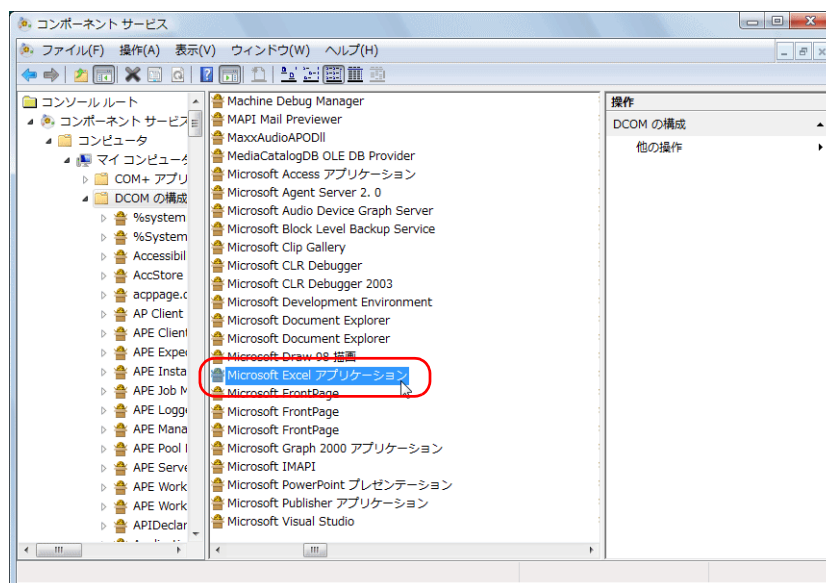 コンポーネント サービス
ファイル(F) 操作(A) 表示(V) ウィンドウ(W) ヘルプ(H)
コンソール ルート
コンポーネント サービス
コンピュータ
マイ コンピュータ
COM+ アプリ
DCOM の構成
%system
%System
Accessibil
AccStore
acppage.c
AP Client
APE Client
APE Expe
APE Insta
APE Job M
APE Logg
APE Mana
APE Pool
APE Serve
APE Work
APE Work
APIDeclar
Machine Debug Manager
MAPI Mail Previewer
MaxxAudioAPODll
MediaCatalogDB OLE DB Provider
Microsoft Access アプリケーション
Microsoft Agent Server 2. 0
Microsoft Audio Device Graph Server
Microsoft Block Level Backup Service
Microsoft Clip Gallery
Microsoft CLR Debugger
Microsoft CLR Debugger 2003
Microsoft Development Environment
Microsoft Document Explorer
Microsoft Document Explorer
Microsoft Draw 98 描画
Microsoft Excel アプリケーション
Microsoft FrontPage
Microsoft FrontPage
Microsoft FrontPage
Microsoft Graph 2000 アプリケーション
Microsoft IMAPI
Microsoft PowerPoint プレゼンテーション
Microsoft Publisher アプリケーション
Microsoft Visual Studio
操作
DCOM の構成
他の操作